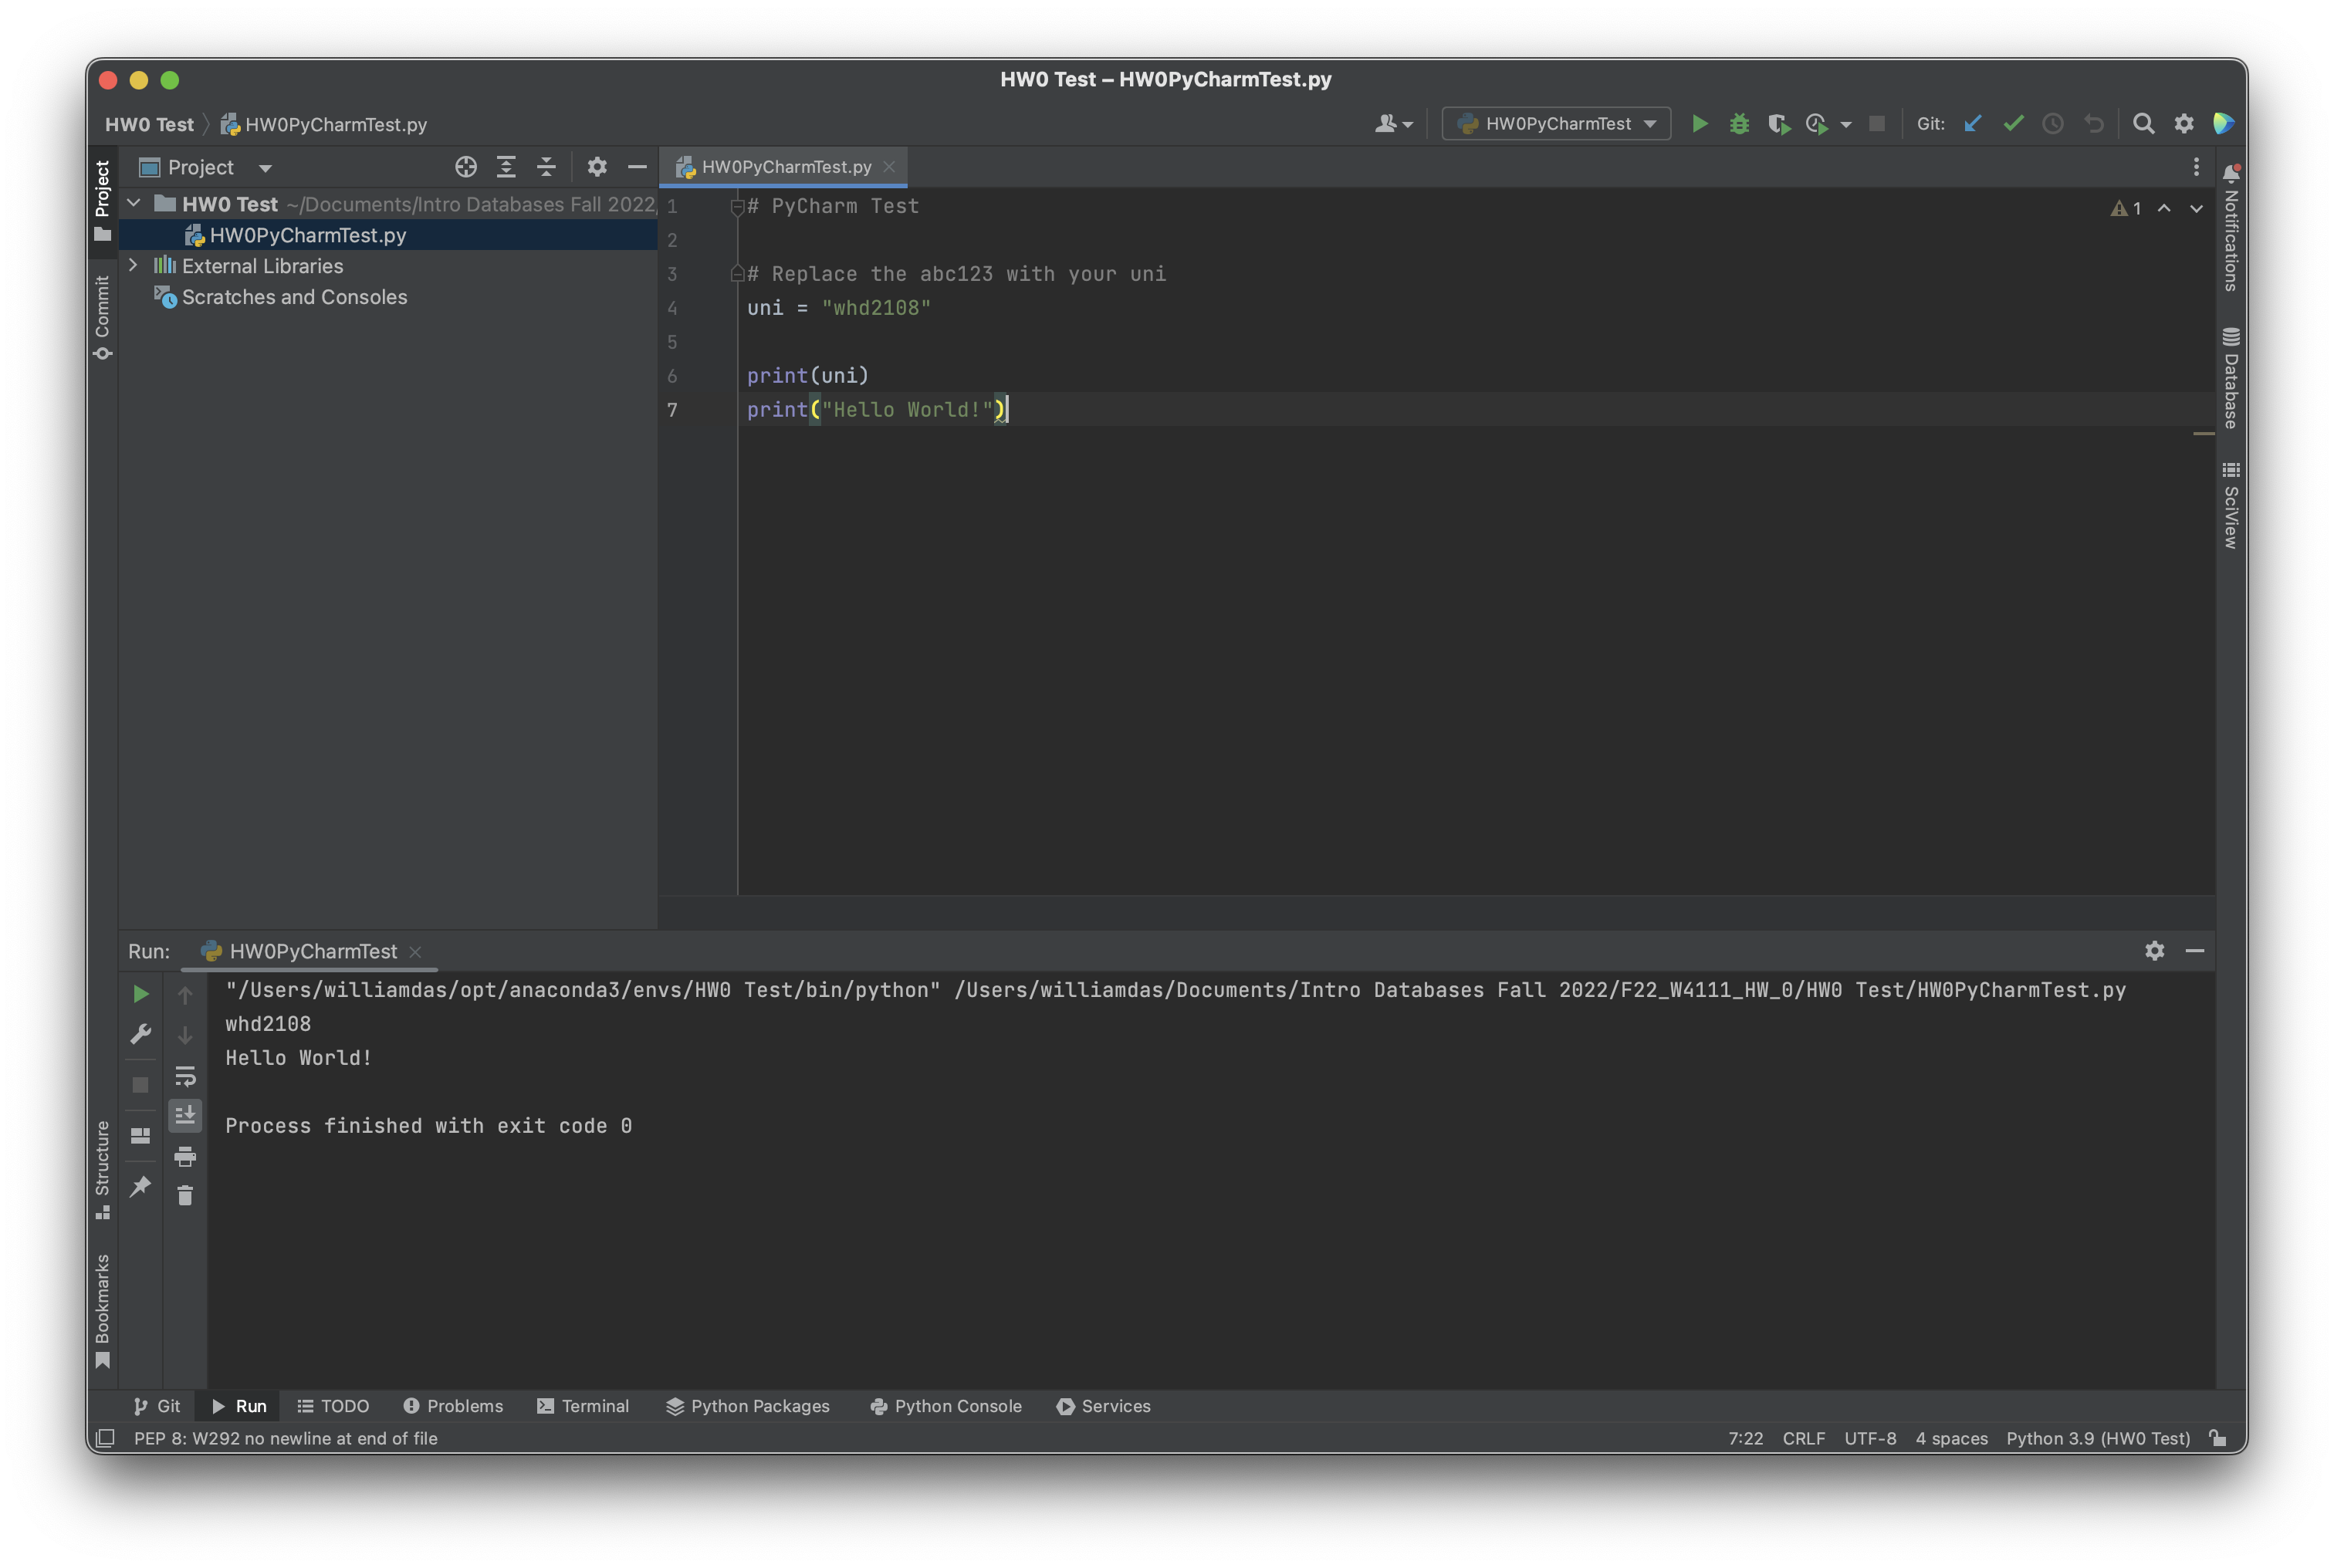 HW0 Test – HW0PyCharmTest.py
HW0 Test HW0PyCharmTest.py
HW0PyCharmTest
Git:
Project
Project
Commit
HW0 Test ~/Documents/Intro Databases Fall 2022/
HW0PyCharmTest.py
External Libraries
Scratches and Consoles
HW0PyCharmTest.py
1 # PyCharm Test
2
3 # Replace the abc123 with your uni
4 uni = "whd2108"
5
6 print(uni)
7 print("Hello World!")
1
Notifications
Database
SciView
Run: HW0PyCharmTest
"/Users/williamdas/opt/anaconda3/envs/HW0 Test/bin/python" /Users/williamdas/Documents/Intro Databases Fall 2022/F22_W4111_HW_0/HW0 Test/HW0PyCharmTest.py
whd2108
Hello World!
Process finished with exit code 0
Structure
Bookmarks
Git Run TODO Problems Terminal Python Packages Python Console Services
PEP 8: W292 no newline at end of file
7:22 CRLF UTF-8 4 spaces Python 3.9 (HW0 Test)